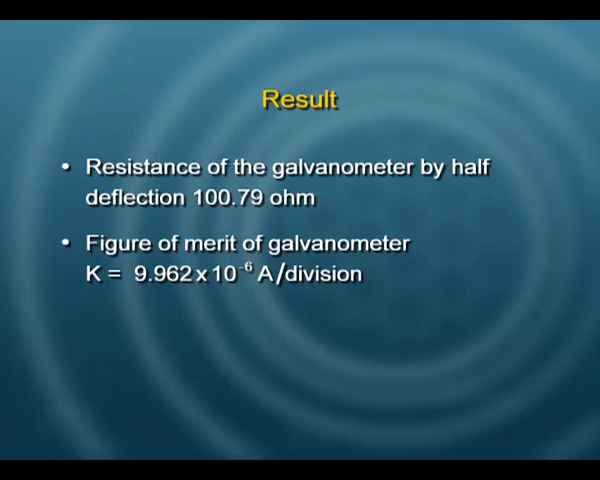 Result
• Resistance of the galvanometer by half
deflection 100.79 ohm
• Figure of merit of galvanometer
K = 9.962 x 10⁻⁶ A/division